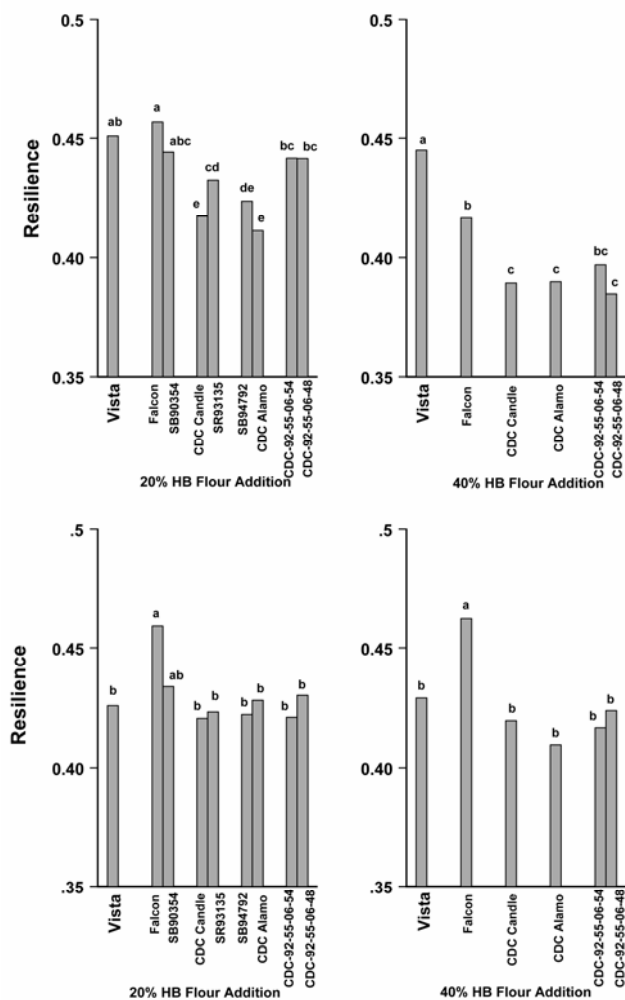 0.5
0.45
0.40
0.35
Resilience
ab
a
abc
e
cd
de
e
bc
bc
Vista
Falcon
SB90354
CDC Candle
SR93135
SB94792
CDC Alamo
CDC-92-55-06-54
CDC-92-55-06-48
20% HB Flour Addition
0.5
0.45
0.40
0.35
a
b
c
c
bc
c
Vista
Falcon
CDC Candle
CDC Alamo
CDC-92-55-06-54
CDC-92-55-06-48
40% HB Flour Addition
.5
0.45
0.40
.35
Resilience
b
a
ab
b
b
b
b
b
b
Vista
Falcon
SB90354
CDC Candle
SR93135
SB94792
CDC Alamo
CDC-92-55-06-54
CDC-92-55-06-48
20% HB Flour Addition
.5
0.45
0.40
.35
b
a
b
b
b
b
Vista
Falcon
CDC Candle
CDC Alamo
CDC-92-55-06-54
CDC-92-55-06-48
40% HB Flour Addition